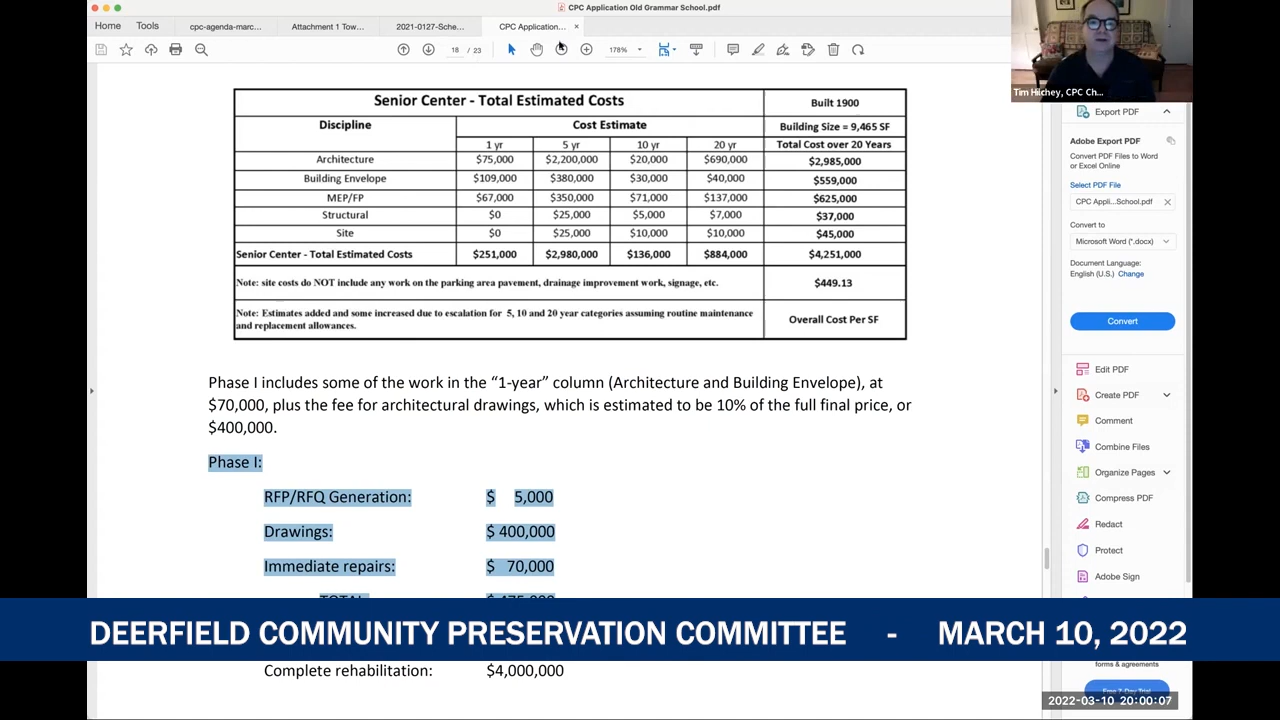 CPC Application Old Grammar School.pdf
Home Tools cpc-agenda-marc... Attachment 1 Tow... 2021-0127-Sche... CPC Application... ×
18 / 23 178%
Tim Hilchey, CPC Ch...
Senior Center - Total Estimated Costs Built 1900
Discipline Cost Estimate Building Size = 9,465 SF
1 yr 5 yr 10 yr 20 yr Total Cost over 20 Years
Architecture $75,000 $2,200,000 $20,000 $690,000 $2,985,000
Building Envelope $109,000 $380,000 $30,000 $40,000 $559,000
MEP/FP $67,000 $350,000 $71,000 $137,000 $625,000
Structural $0 $25,000 $5,000 $7,000 $37,000
Site $0 $25,000 $10,000 $10,000 $45,000
Senior Center - Total Estimated Costs $251,000 $2,980,000 $136,000 $884,000 $4,251,000
Note: site costs do NOT include any work on the parking area pavement, drainage improvement work, signage, etc. $449.13
Note: Estimates added and some increased due to escalation for 5, 10 and 20 year categories assuming routine maintenance
and replacement allowances. Overall Cost Per SF
Phase I includes some of the work in the “1-year” column (Architecture and Building Envelope), at
$70,000, plus the fee for architectural drawings, which is estimated to be 10% of the full final price, or
$400,000.
Phase I:
RFP/RFQ Generation: $ 5,000
Drawings: $ 400,000
Immediate repairs: $ 70,000
TOTAL $ 475,000
Complete rehabilitation: $4,000,000
Export PDF
Adobe Export PDF
Convert PDF Files to Word
or Excel Online
Select PDF File
CPC Appli...School.pdf ×
Convert to
Microsoft Word (*.docx)
Document Language:
English (U.S.) Change
Convert
Edit PDF
Create PDF
Comment
Combine Files
Organize Pages
Compress PDF
Redact
Protect
Adobe Sign
DEERFIELD COMMUNITY PRESERVATION COMMITTEE - MARCH 10, 2022
forms & agreements
Free 7-Day Trial
2022-03-10 20:00:07